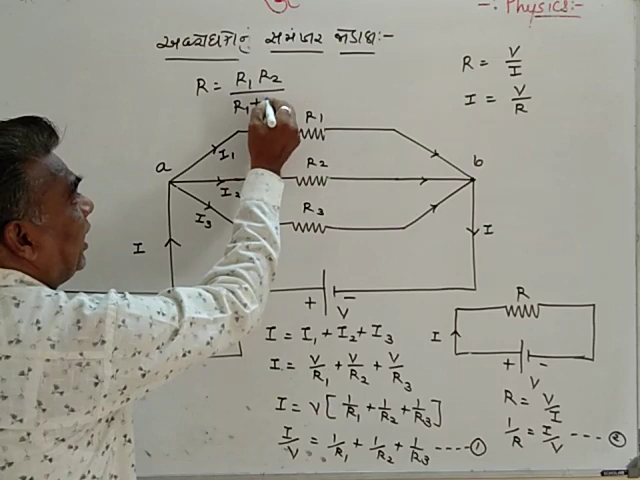 -: Physics:-
અવરોધોનું સમાંતર જોડાણ:-
R = R₁ R₂ / R₁ +
R = V/I
I = V/R
R₁
a I₁ R₂ b
I₂
I₃ R₃
I I
+ − V
I = I₁ + I₂ + I₃
I = V/R₁ + V/R₂ + V/R₃
I = V [ 1/R₁ + 1/R₂ + 1/R₃ ]
I/V = 1/R₁ + 1/R₂ + 1/R₃ ---- ①
R
I
+ − V
R = V/I
1/R = I/V ---- ②